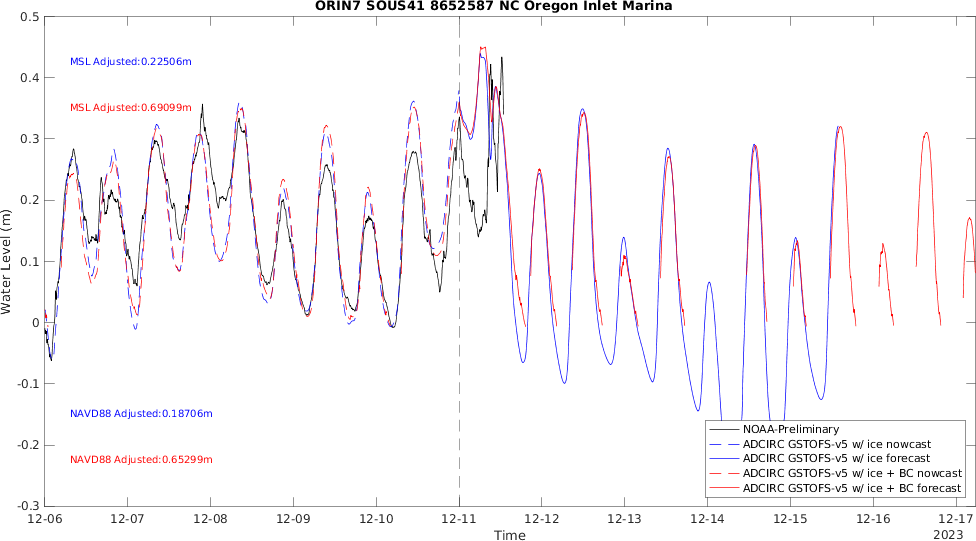 ORIN7 SOUS41 8652587 NC Oregon Inlet Marina
0.5
0.4
0.3
0.2
0.1
0
-0.1
-0.2
-0.3
Water Level (m)
MSL Adjusted:0.22506m
MSL Adjusted:0.69099m
NAVD88 Adjusted:0.18706m
NAVD88 Adjusted:0.65299m
NOAA-Preliminary
ADCIRC GSTOFS-v5 w/ ice nowcast
ADCIRC GSTOFS-v5 w/ ice forecast
ADCIRC GSTOFS-v5 w/ ice + BC nowcast
ADCIRC GSTOFS-v5 w/ ice + BC forecast
12-06 12-07 12-08 12-09 12-10 12-11 12-12 12-13 12-14 12-15 12-16 12-17
Time
2023